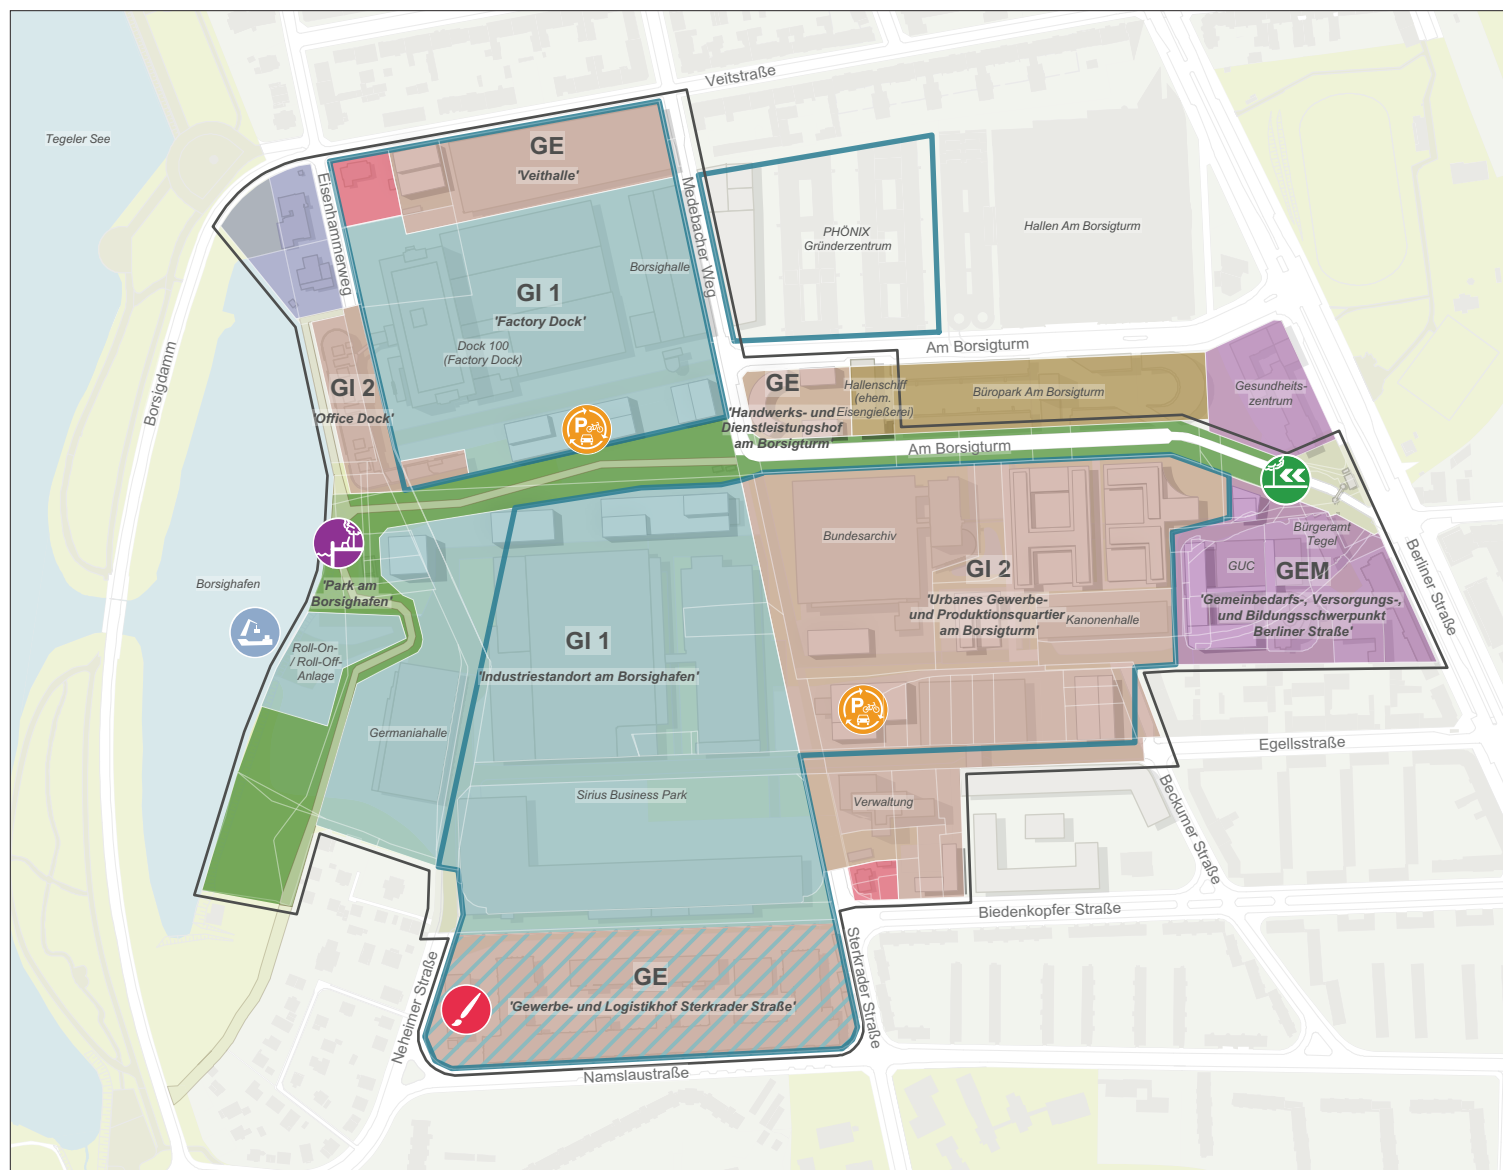 Veitstraße
Tegeler See
GE
'Veithalle'
Eisenhammerweg
Medebacher Weg
PHÖNIX
Gründerzentrum
Hallen Am Borsigturm
Borsighalle
GI 1
'Factory Dock'
Dock 100
(Factory Dock)
Borsigdamm
Am Borsigturm
GI 2
'Office Dock'
GE
'Handwerks- und
Dienstleistungshof
am Borsigturm'
Hallenschiff
(ehem.
Eisengießerei)
Büropark Am Borsigturm
Gesundheits-
zentrum
P
Am Borsigturm
Bundesarchiv
Bürgeramt
Tegel
Berliner Straße
GUC
GEM
'Gemeinbedarfs-, Versorgungs-,
und Bildungsschwerpunkt
Berliner Straße'
GI 2
'Urbanes Gewerbe-
und Produktionsquartier
am Borsigturm'
Kanonenhalle
Borsighafen
'Park am
Borsighafen'
Roll-On-
/ Roll-Off-
Anlage
GI 1
'Industriestandort am Borsighafen'
Germaniahalle
P
Egellsstraße
Sirius Business Park
Verwaltung
Beckumer Straße
Biedenkopfer Straße
Sterkrader Straße
Neheimer Straße
GE
'Gewerbe- und Logistikhof Sterkrader Straße'
Namslaustraße